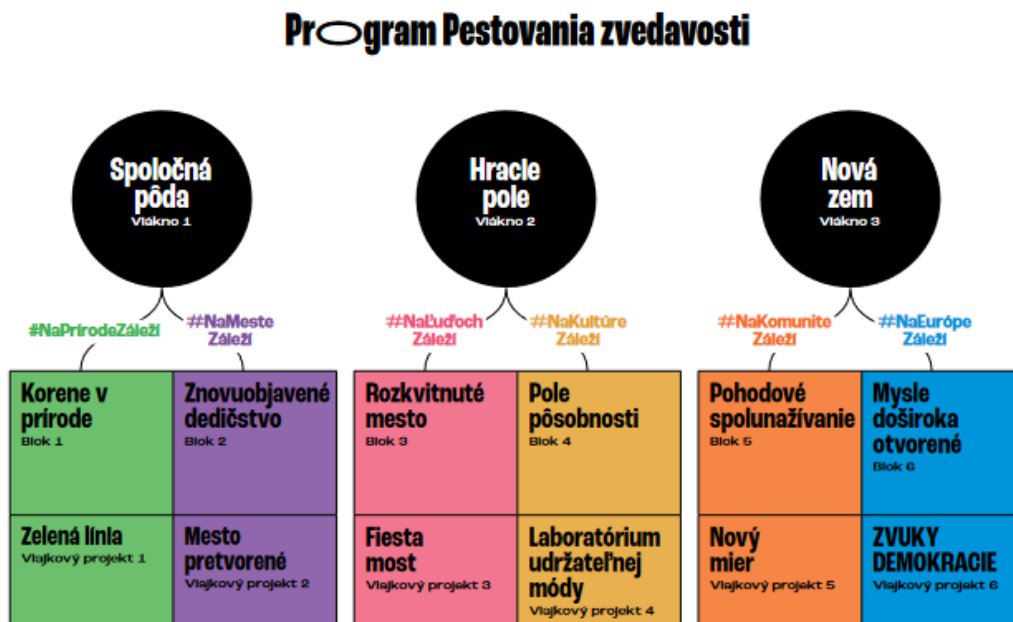 Program Pestovania zvedavosti
Spoločná
pôda
Vlákno 1
#NaPrírodeZáleží
#NaMeste
Záleží
Korene v
prírode
Blok 1
Znovuobjavené
dedičstvo
Blok 2
Zelená línia
Vlajkový projekt 1
Mesto
pretvorené
Vlajkový projekt 2
Hracie
pole
Vlákno 2
#NaĽuďoch
Záleží
#NaKultúre
Záleží
Rozkvitnuté
mesto
Blok 3
Pole
pôsobnosti
Blok 4
Fiesta
most
Vlajkový projekt 3
Laboratórium
udržateľnej
módy
Vlajkový projekt 4
Nová
zem
Vlákno 3
#NaKomunite
Záleží
#NaEurópe
Záleží
Pohodové
spolunažívanie
Blok 5
Mysle
doširoka
otvorené
Blok 6
Nový
mier
Vlajkový projekt 5
ZVUKY
DEMOKRACIE
Vlajkový projekt 6